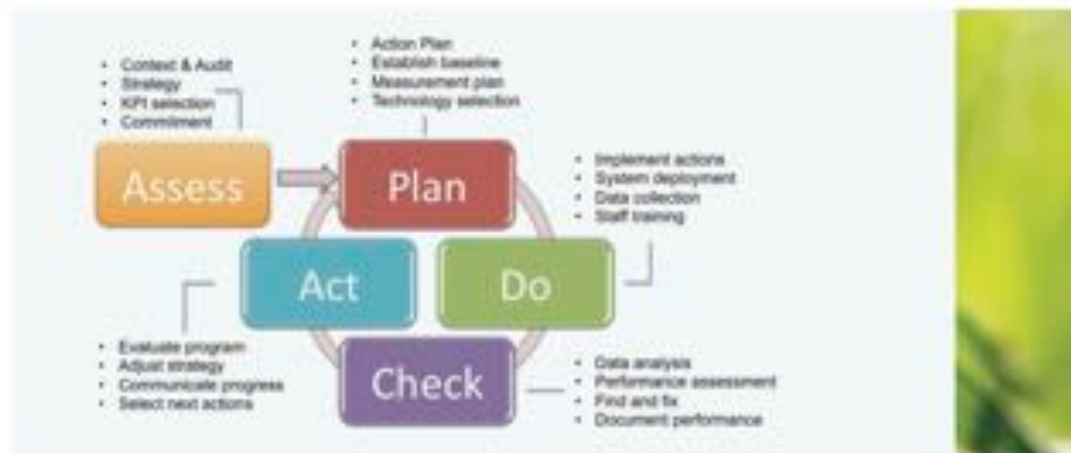 • Context & Audit
• Strategy
• KPI selection
• Commitment
Assess
• Action Plan
• Establish baseline
• Measurement plan
• Technology selection
Plan
• Implement actions
• System deployment
• Data collection
• Staff training
Do
• Data analysis
• Performance assessment
• Find and fix
• Document performance
Check
• Evaluate program
• Adjust strategy
• Communicate progress
• Select next actions
Act